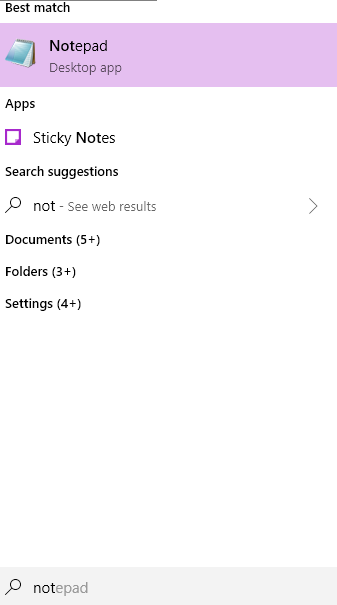 Best match
Notepad
Desktop app
Apps
Sticky Notes
Search suggestions
not - See web results
Documents (5+)
Folders (3+)
Settings (4+)
notepad